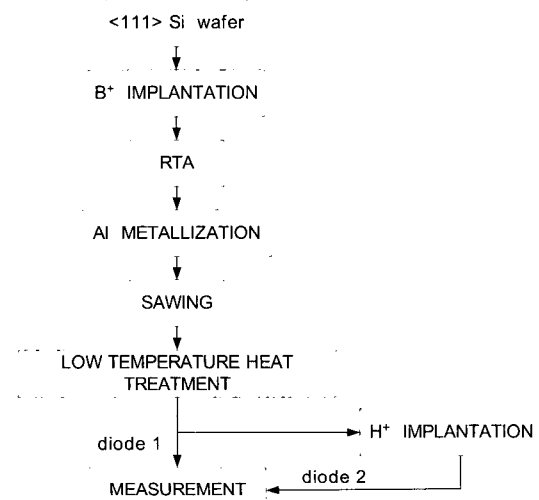 <111> Si wafer
B+ IMPLANTATION
RTA
Al METALLIZATION
SAWING
LOW TEMPERATURE HEAT
TREATMENT
diode 1
H+ IMPLANTATION
diode 2
MEASUREMENT